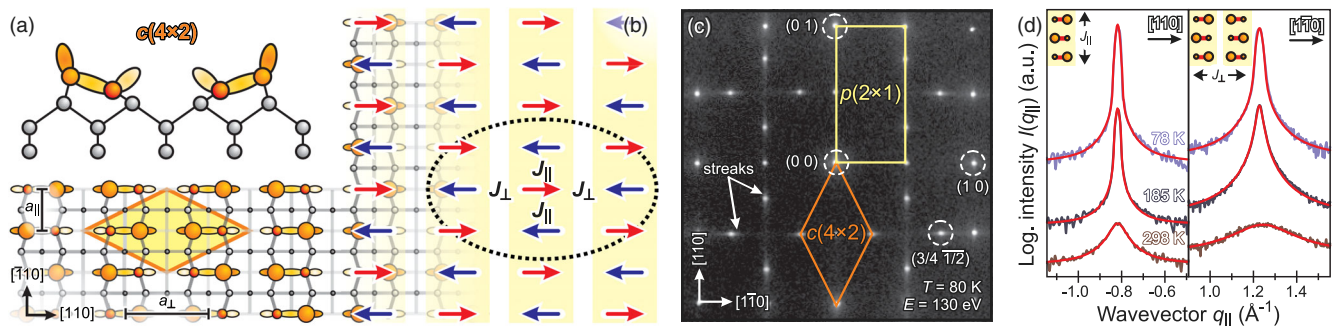 (a)
c(4×2)
a∥
[1̄10]
[110]
a⊥
(b)
J⊥
J∥
J⊥
J∥
(c)
(0 1)
p(2×1)
(0 0)
(1 0)
streaks
c(4×2)
(3/4 1̄/2)
[110]
[11̄0]
T = 80 K
E = 130 eV
(d)
J∥
[110]
J⊥
[11̄0]
78 K
185 K
298 K
Log. intensity I(q∥) (a.u.)
-1.0 -0.8 -0.6 1.0 1.2 1.4
Wavevector q∥ (Å⁻¹)